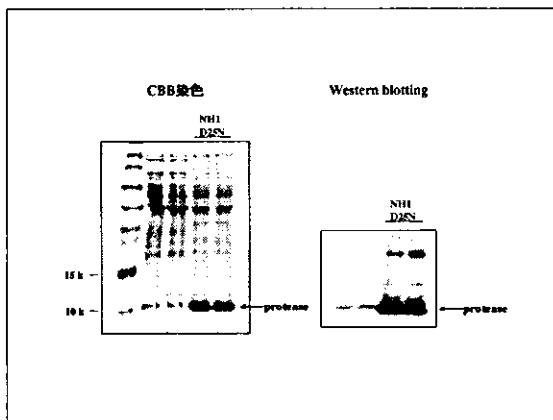 CBB染色
Western blotting
NH1
D25N
NH1
D25N
15 k
10 k
protease
protease